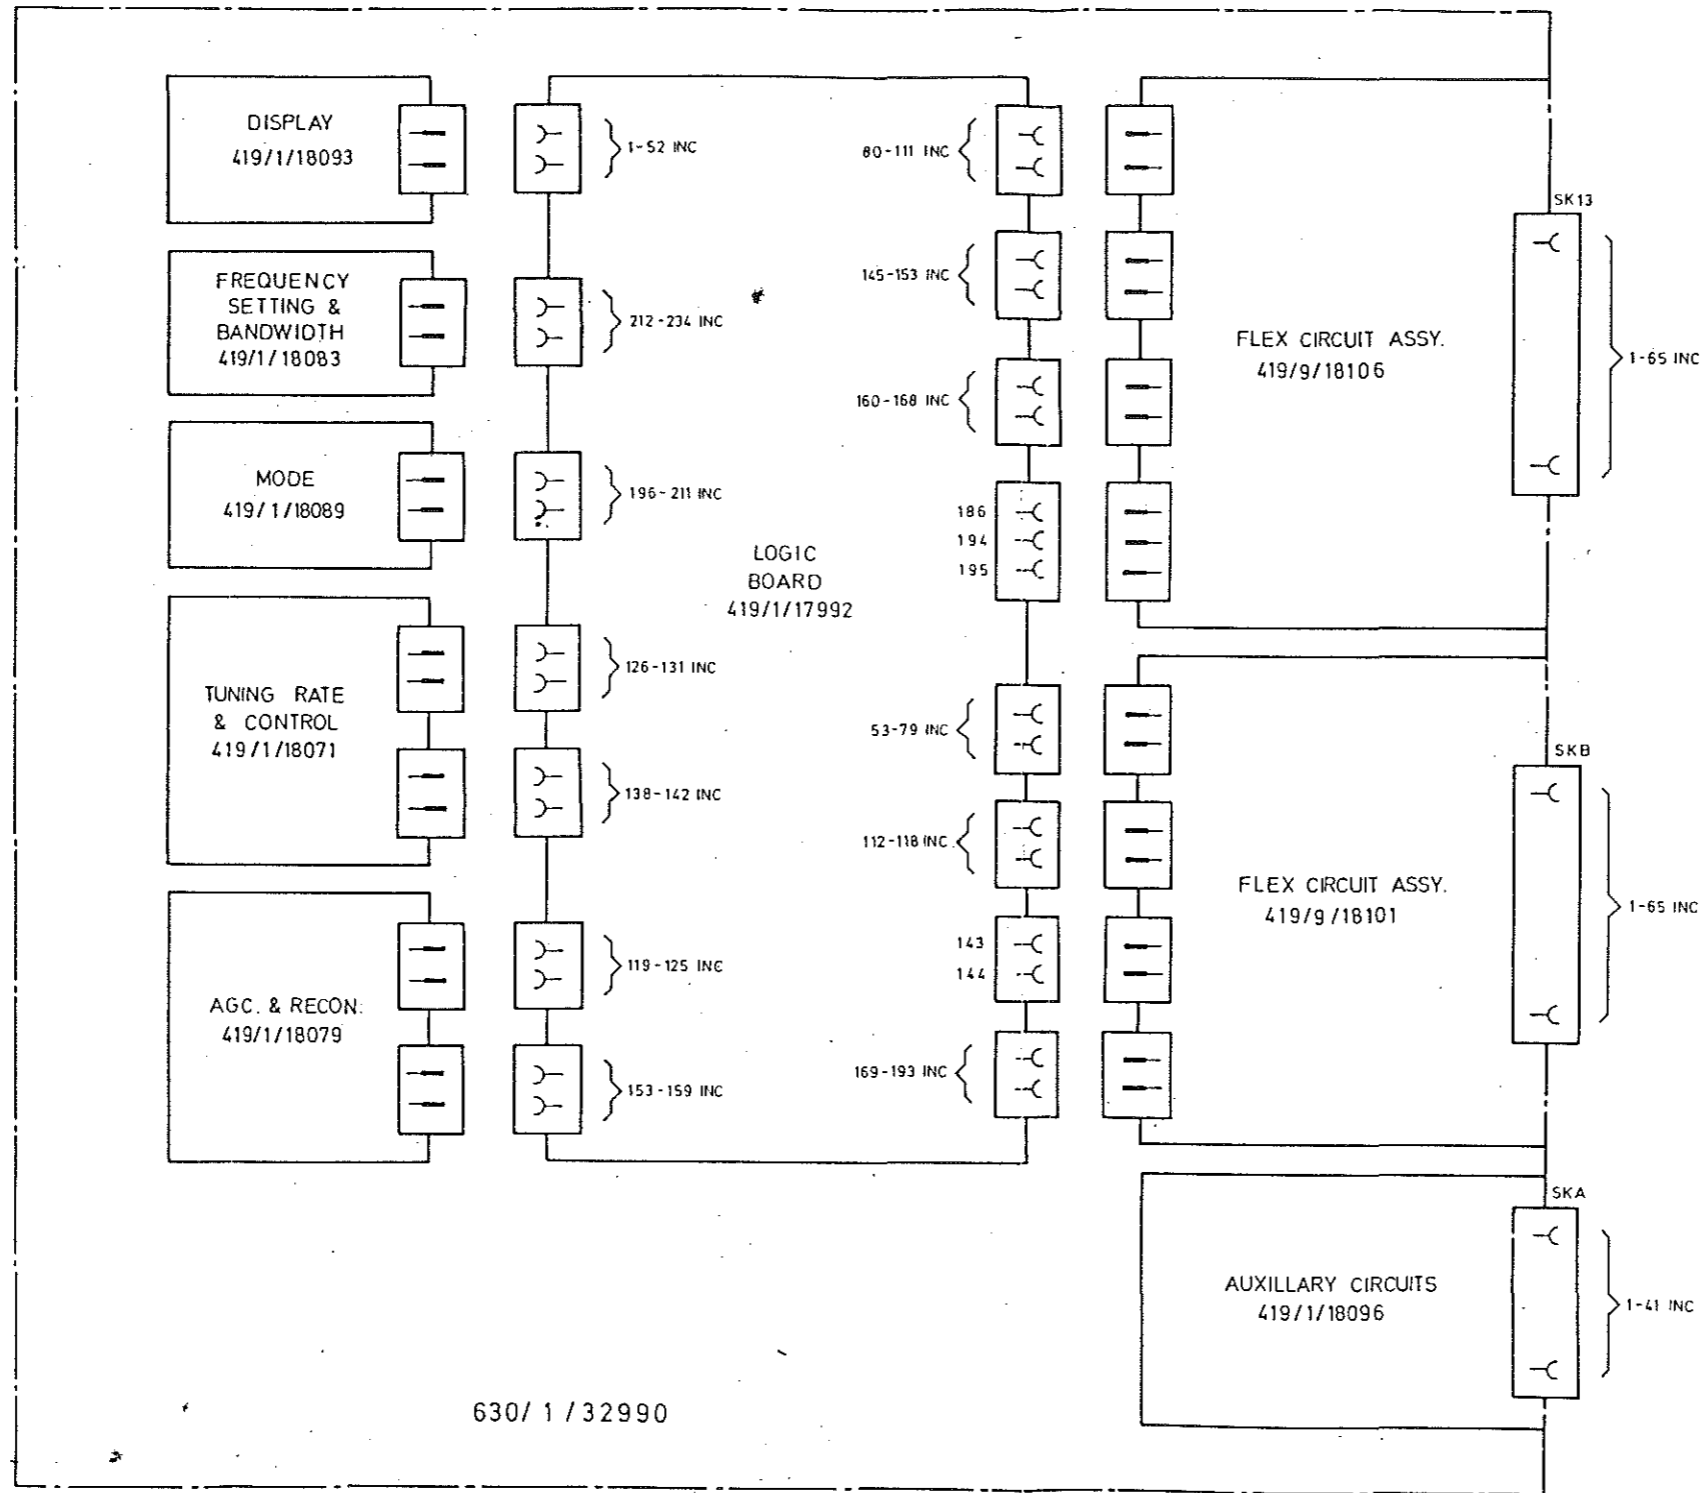 DISPLAY
419/1/18093
FREQUENCY
SETTING &
BANDWIDTH
419/1/18083
MODE
419/1/18089
TUNING RATE
& CONTROL
419/1/18071
AGC. & RECON.
419/1/18079
1-52 INC
212-234 INC
196-211 INC
126-131 INC
138-142 INC
119-125 INC
153-159 INC
LOGIC
BOARD
419/1/17992
80-111 INC
145-153 INC
160-168 INC
186
194
195
53-79 INC
112-118 INC
143
144
169-193 INC
FLEX CIRCUIT ASSY.
419/9/18106
SK13
1-65 INC
FLEX CIRCUIT ASSY.
419/9/18101
SKB
1-65 INC
AUXILLARY CIRCUITS
419/1/18096
SKA
1-41 INC
630/1/32990